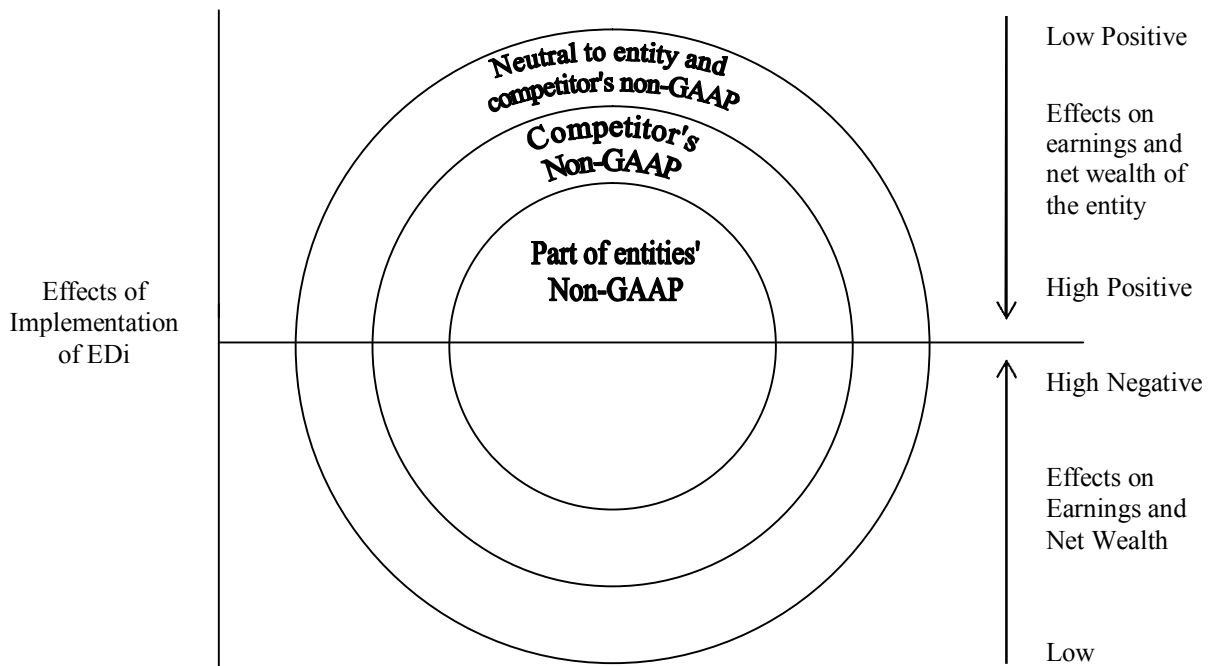 Neutral to entity and
competitor's non-GAAP
Competitor's
Non-GAAP
Part of entities'
Non-GAAP
Effects of
Implementation
of EDi
Low Positive
Effects on
earnings and
net wealth of
the entity
High Positive
High Negative
Effects on
Earnings and
Net Wealth
Low